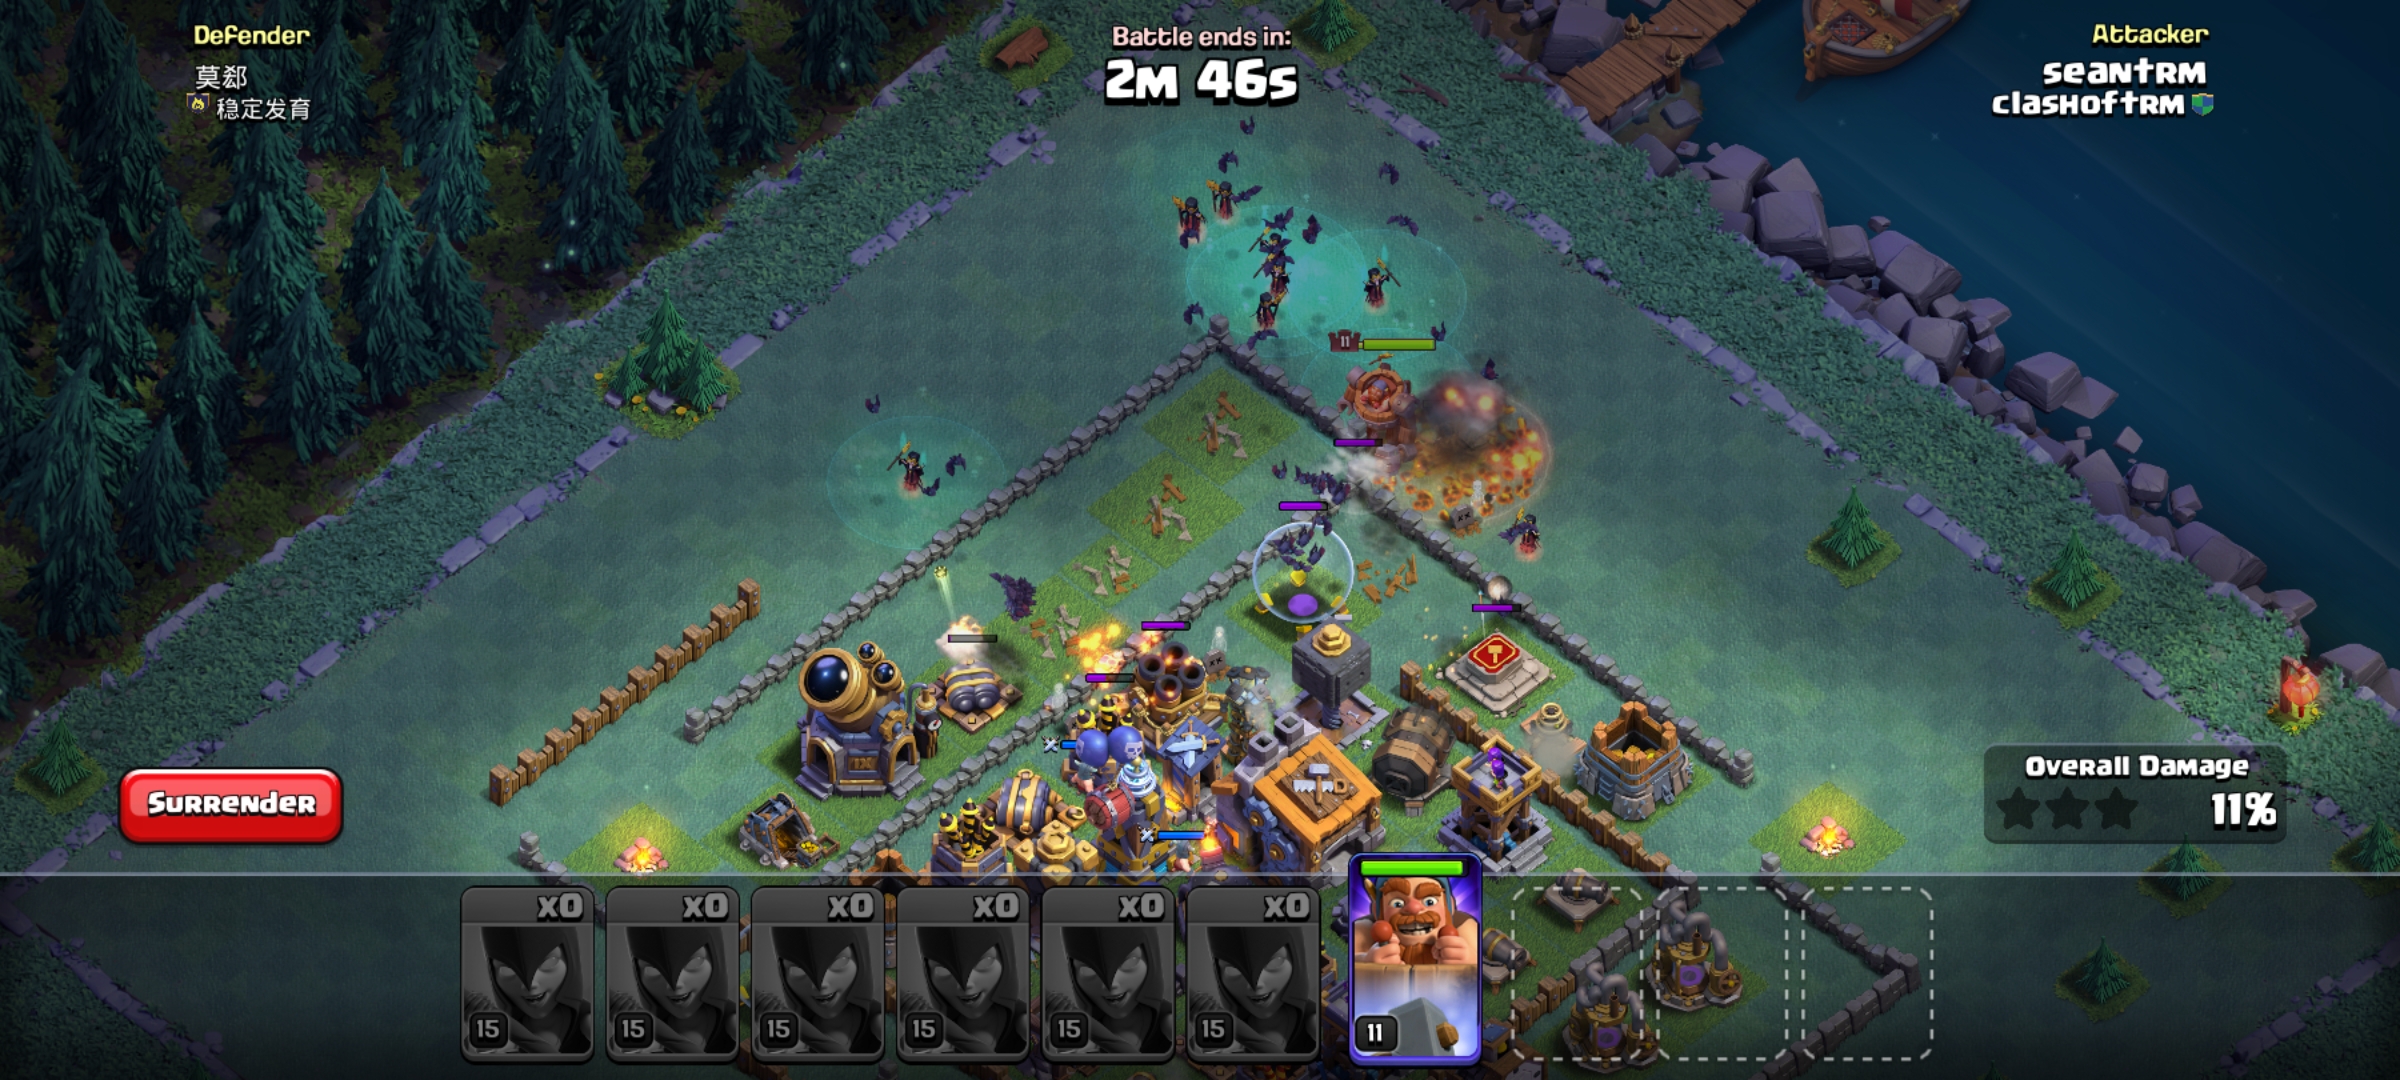 Defender
莫郄
稳定发育
Battle ends in:
2M 46s
Attacker
seantRM
clashoftRM
11
Surrender
Overall Damage
11%
x0
x0
x0
x0
x0
x0
15
15
15
15
15
15
11